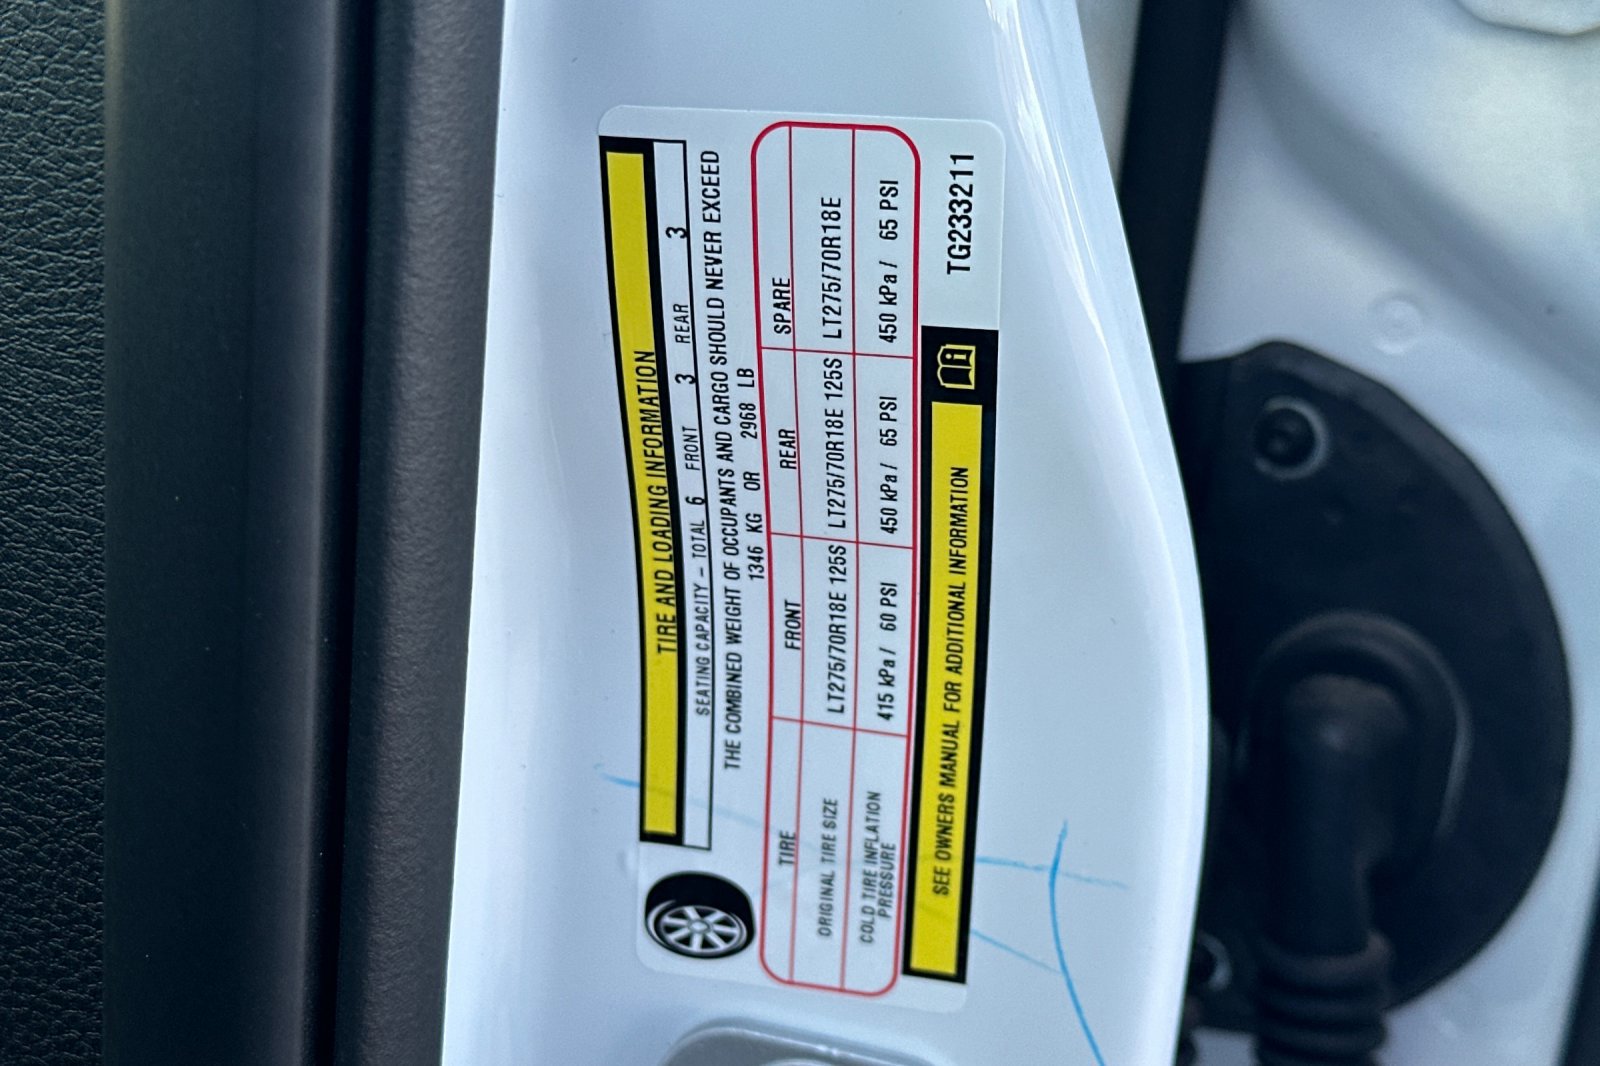 TIRE AND LOADING INFORMATION
SEATING CAPACITY – TOTAL 6 FRONT 3 REAR 3
THE COMBINED WEIGHT OF OCCUPANTS AND CARGO SHOULD NEVER EXCEED
1346 KG OR 2968 LB
TIRE FRONT REAR SPARE
ORIGINAL TIRE SIZE LT275/70R18E 125S LT275/70R18E 125S LT275/70R18E
COLD TIRE INFLATION
PRESSURE 415 kPa / 60 PSI 450 kPa / 65 PSI 450 kPa / 65 PSI
SEE OWNERS MANUAL FOR ADDITIONAL INFORMATION
TG233211